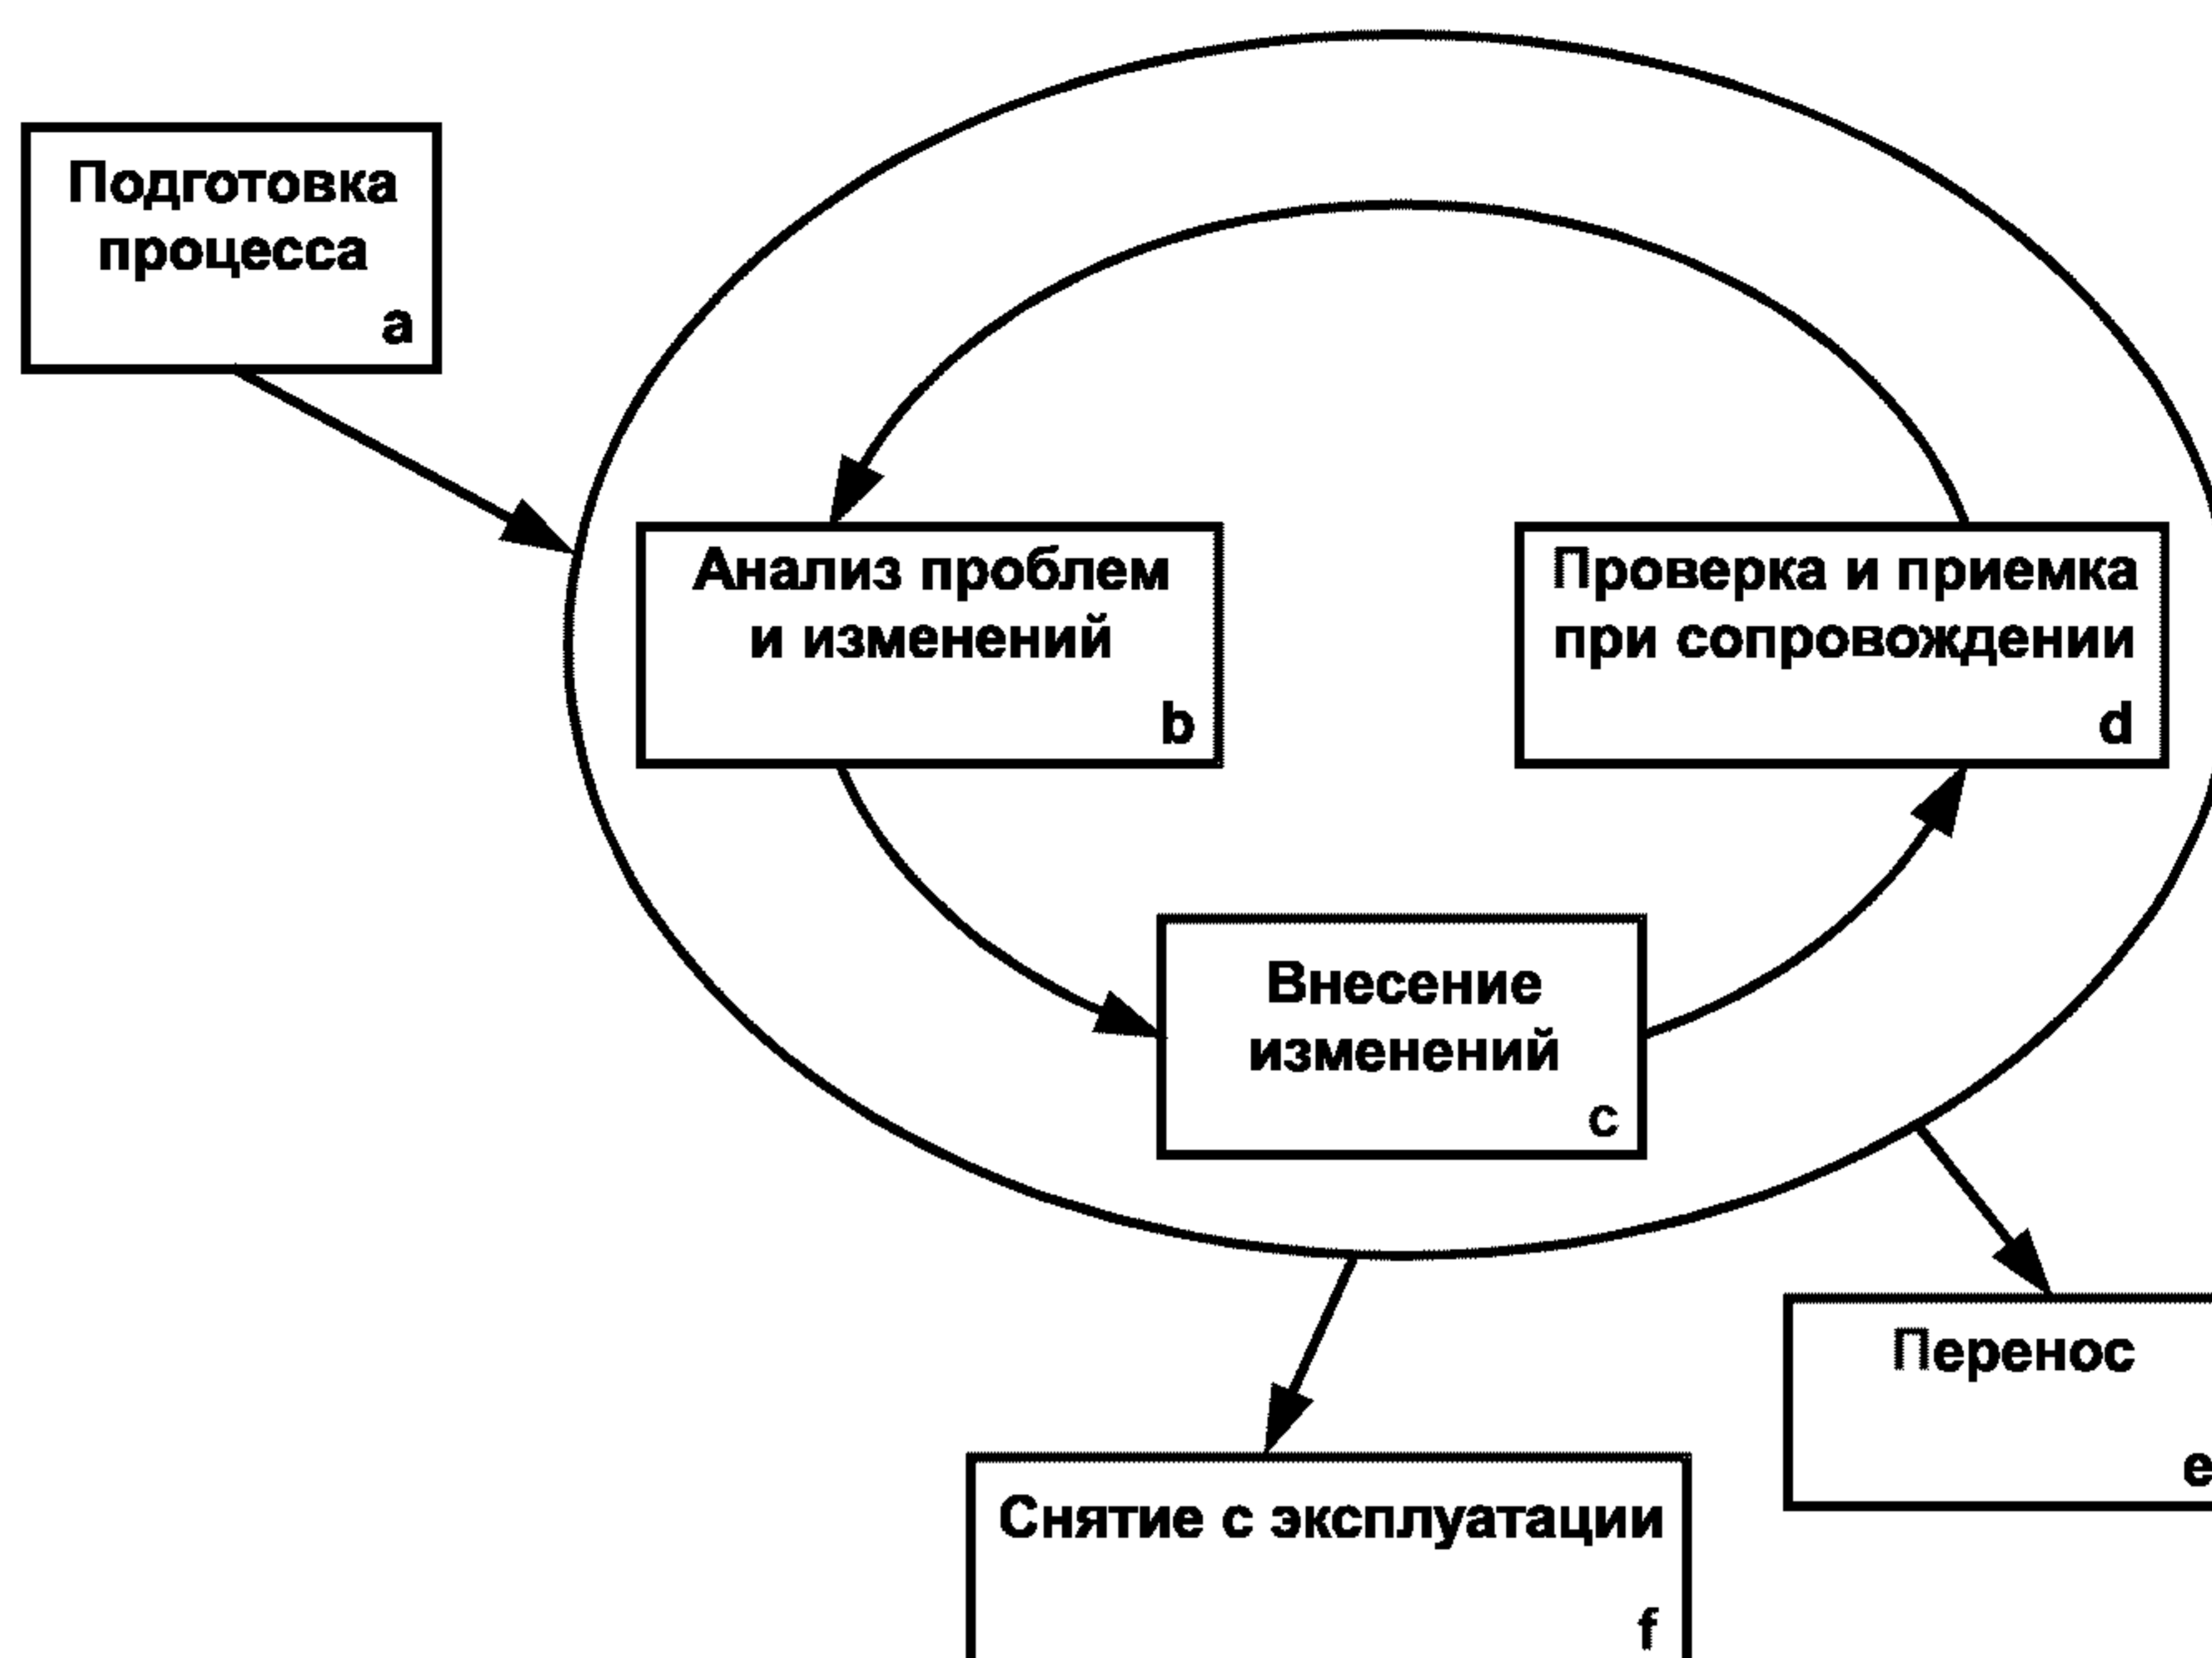 Подготовка
процесса
a
Анализ проблем
и изменений
b
Проверка и приемка
при сопровождении
d
Внесение
изменений
c
Перенос
e
Снятие с эксплуатации
f